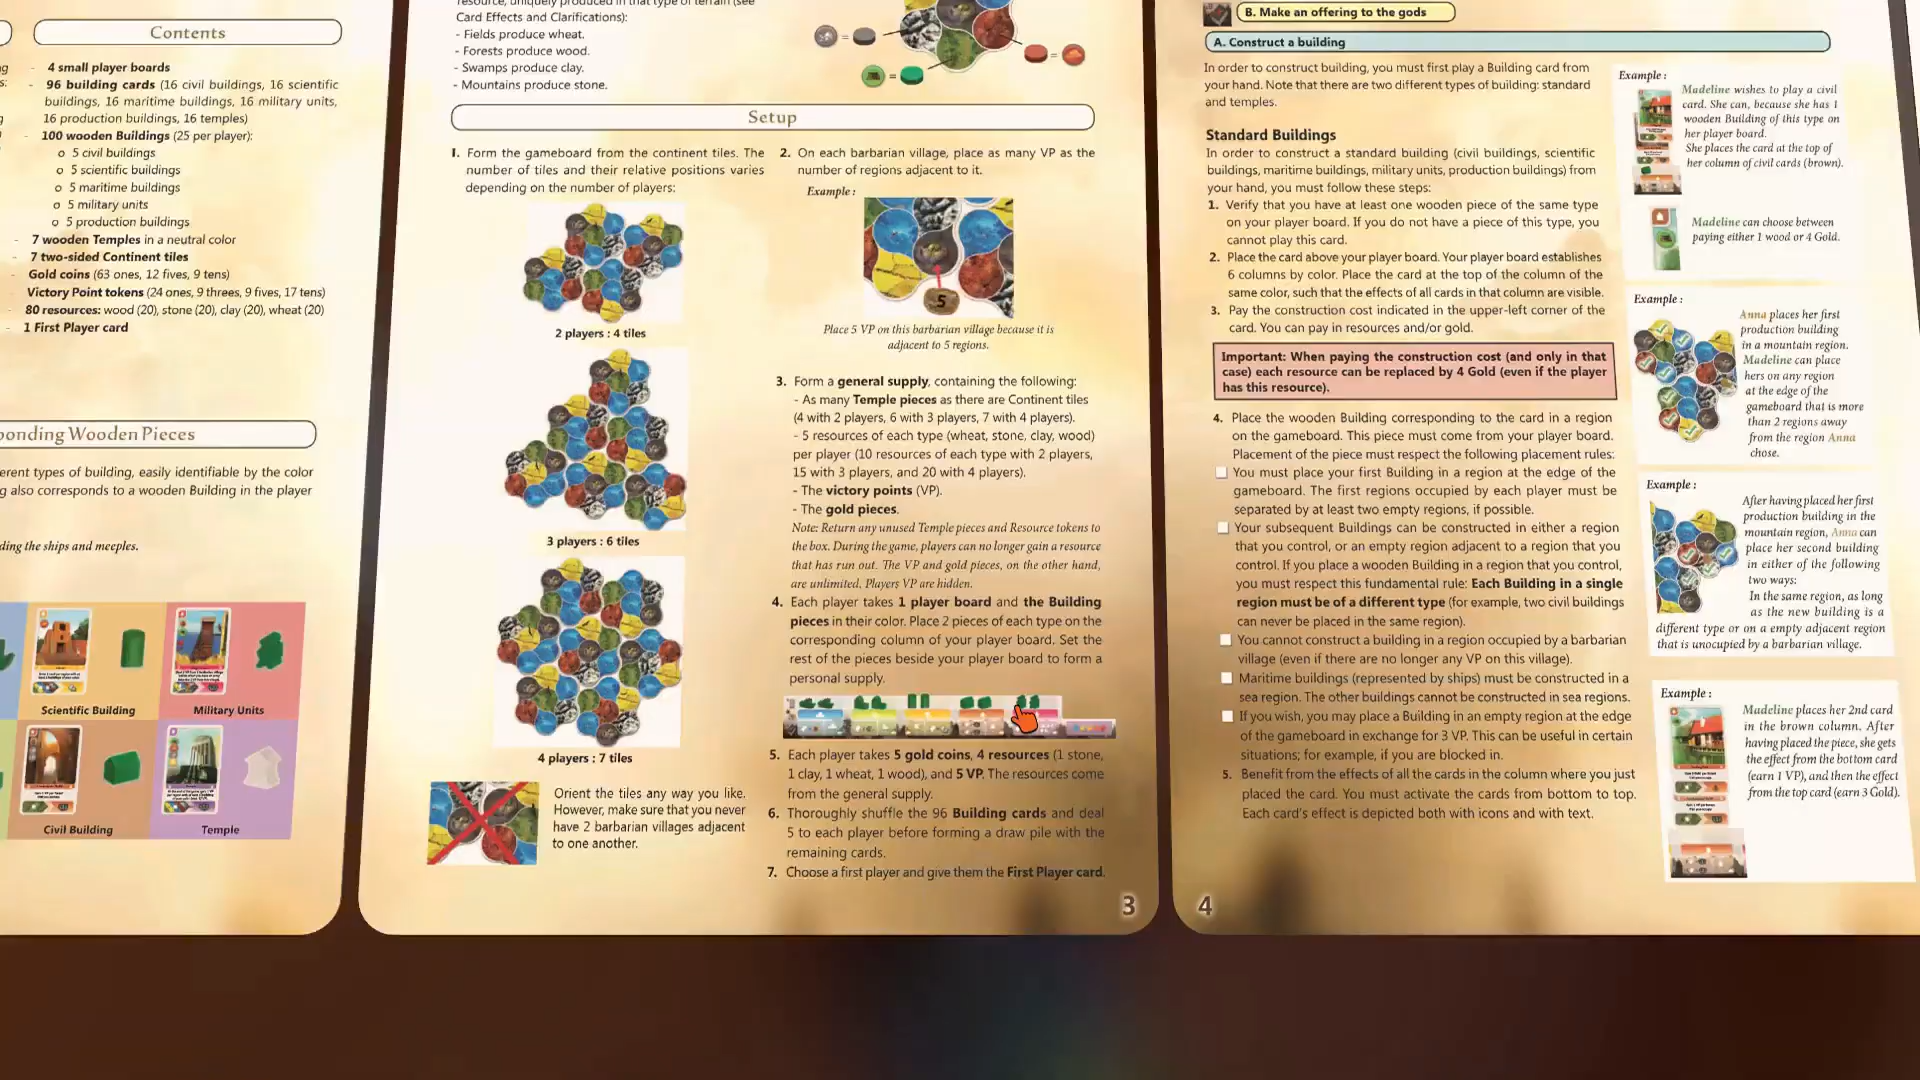 Contents
4 small player boards
96 building cards (16 civil buildings, 16 scientific
buildings, 16 maritime buildings, 16 military units,
16 production buildings, 16 temples)
100 wooden Buildings (25 per player):
o 5 civil buildings
o 5 scientific buildings
o 5 maritime buildings
o 5 military units
o 5 production buildings
- 7 wooden Temples in a neutral color
- 7 two-sided Continent tiles
- Gold coins (63 ones, 12 fives, 9 tens)
- Victory Point tokens (24 ones, 9 threes, 9 fives, 17 tens)
- 80 resources: wood (20), stone (20), clay (20), wheat (20)
- 1 First Player card
ponding Wooden Pieces
erent types of building, easily identifiable by the color
g also corresponds to a wooden Building in the player
ding the ships and meeples.
Scientific Building
Military Units
Civil Building
Temple
resource, uniquely produced in that type of terrain (see
Card Effects and Clarifications):
- Fields produce wheat.
- Forests produce wood.
- Swamps produce clay.
- Mountains produce stone.
Setup
1. Form the gameboard from the continent tiles. The
number of tiles and their relative positions varies
depending on the number of players:
2 players : 4 tiles
3 players : 6 tiles
4 players : 7 tiles
Orient the tiles any way you like.
However, make sure that you never
have 2 barbarian villages adjacent
to one another.
2. On each barbarian village, place as many VP as the
number of regions adjacent to it.
Example :
5
Place 5 VP on this barbarian village because it is
adjacent to 5 regions.
3. Form a general supply, containing the following:
- As many Temple pieces as there are Continent tiles
(4 with 2 players, 6 with 3 players, 7 with 4 players).
- 5 resources of each type (wheat, stone, clay, wood)
per player (10 resources of each type with 2 players,
15 with 3 players, and 20 with 4 players).
- The victory points (VP).
- The gold pieces.
Note: Return any unused Temple pieces and Resource tokens to
the box. During the game, players can no longer gain a resource
that has run out. The VP and gold pieces, on the other hand,
are unlimited. Players VP are hidden.
4. Each player takes 1 player board and the Building
pieces in their color. Place 2 pieces of each type on the
corresponding column of your player board. Set the
rest of the pieces beside your player board to form a
personal supply.
5. Each player takes 5 gold coins, 4 resources (1 stone,
1 clay, 1 wheat, 1 wood), and 5 VP. The resources come
from the general supply.
6. Thoroughly shuffle the 96 Building cards and deal
5 to each player before forming a draw pile with the
remaining cards.
7. Choose a first player and give them the First Player card.
3
B. Make an offering to the gods
A. Construct a building
In order to construct building, you must first play a Building card from
your hand. Note that there are two different types of building: standard
and temples.
Standard Buildings
In order to construct a standard building (civil buildings, scientific
buildings, maritime buildings, military units, production buildings) from
your hand, you must follow these steps:
1. Verify that you have at least one wooden piece of the same type
on your player board. If you do not have a piece of this type, you
cannot play this card.
2. Place the card above your player board. Your player board establishes
6 columns by color. Place the card at the top of the column of the
same color, such that the effects of all cards in that column are visible.
3. Pay the construction cost indicated in the upper-left corner of the
card. You can pay in resources and/or gold.
Important: When paying the construction cost (and only in that
case) each resource can be replaced by 4 Gold (even if the player
has this resource).
4. Place the wooden Building corresponding to the card in a region
on the gameboard. This piece must come from your player board.
Placement of the piece must respect the following placement rules:
You must place your first Building in a region at the edge of the
gameboard. The first regions occupied by each player must be
separated by at least two empty regions, if possible.
Your subsequent Buildings can be constructed in either a region
that you control, or an empty region adjacent to a region that you
control. If you place a wooden Building in a region that you control,
you must respect this fundamental rule: Each Building in a single
region must be of a different type (for example, two civil buildings
can never be placed in the same region).
You cannot construct a building in a region occupied by a barbarian
village (even if there are no longer any VP on this village).
Maritime buildings (represented by ships) must be constructed in a
sea region. The other buildings cannot be constructed in sea regions.
If you wish, you may place a Building in an empty region at the edge
of the gameboard in exchange for 3 VP. This can be useful in certain
situations; for example, if you are blocked in.
5. Benefit from the effects of all the cards in the column where you just
placed the card. You must activate the cards from bottom to top.
Each card's effect is depicted both with icons and with text.
4
Example :
Madeline wishes to play a civil
card. She can, because she has 1
wooden Building of this type on
her player board.
She places the card at the top of
her column of civil cards (brown).
Madeline can choose between
paying either 1 wood or 4 Gold.
Example :
Anna places her first
production building
in a mountain region.
Madeline can place
hers on any region
at the edge of the
gameboard that is more
than 2 regions away
from the region Anna
chose.
Example :
After having placed her first
production building in the
mountain region, Anna can
place her second building
in either of the following
two ways:
In the same region, as long
as the new building is a
different type or on a empty adjacent region
that is unocupied by a barbarian village.
Example :
Madeline places her 2nd card
in the brown column. After
having placed the piece, she gets
the effect from the bottom card
(earn 1 VP), and then the effect
from the top card (earn 3 Gold).